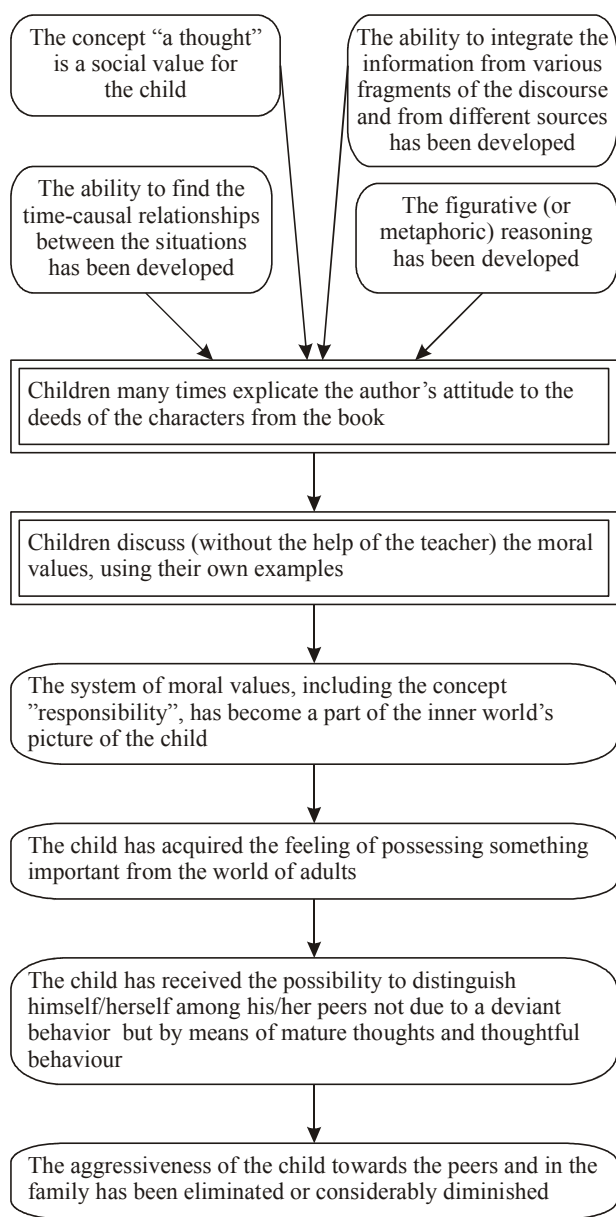 The concept “a thought”
is a social value for
the child
The ability to integrate the
information from various
fragments of the discourse
and from different sources
has been developed
The ability to find the
time-causal relationships
between the situations
has been developed
The figurative (or
metaphoric) reasoning
has been developed
Children many times explicate the author’s attitude to the
deeds of the characters from the book
Children discuss (without the help of the teacher) the moral
values, using their own examples
The system of moral values, including the concept
”responsibility”, has become a part of the inner world’s
picture of the child
The child has acquired the feeling of possessing something
important from the world of adults
The child has received the possibility to distinguish
himself/herself among his/her peers not due to a deviant
behavior but by means of mature thoughts and thoughtful
behaviour
The aggressiveness of the child towards the peers and in the
family has been eliminated or considerably diminished